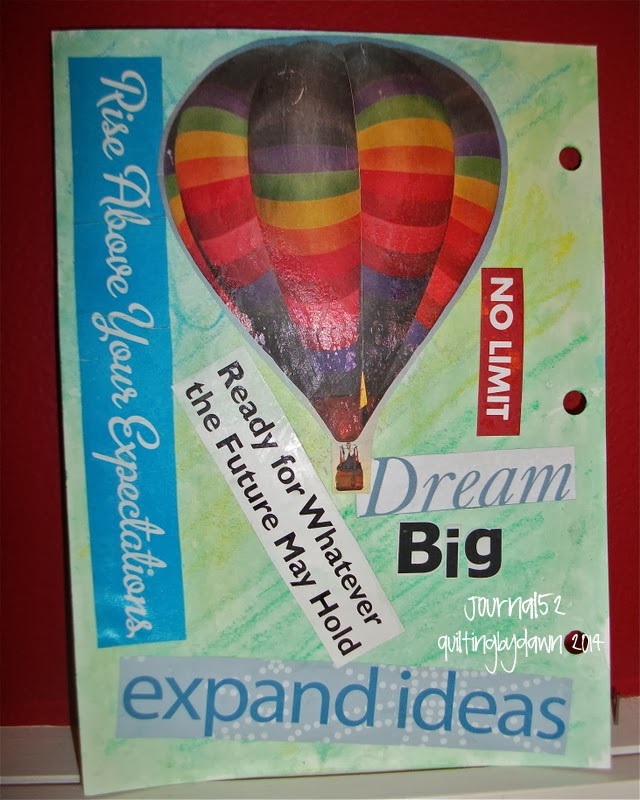 Rise Above Your Expectations
NO LIMIT
Ready for Whatever
the Future May Hold
Dream
Big
Journal52
quiltingbydawn 2014
expand ideas